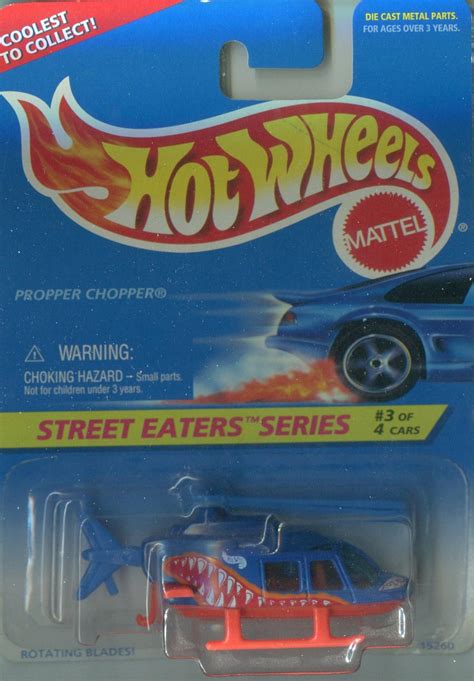 COOLEST
TO COLLECT!
DIE CAST METAL PARTS.
FOR AGES OVER 3 YEARS.
HOT WHEELS
®
MATTEL
PROPPER CHOPPER®
⚠ WARNING:
CHOKING HAZARD – Small parts.
Not for children under 3 years.
STREET EATERS™ SERIES
#3 OF
4 CARS
ROTATING BLADES!
15260